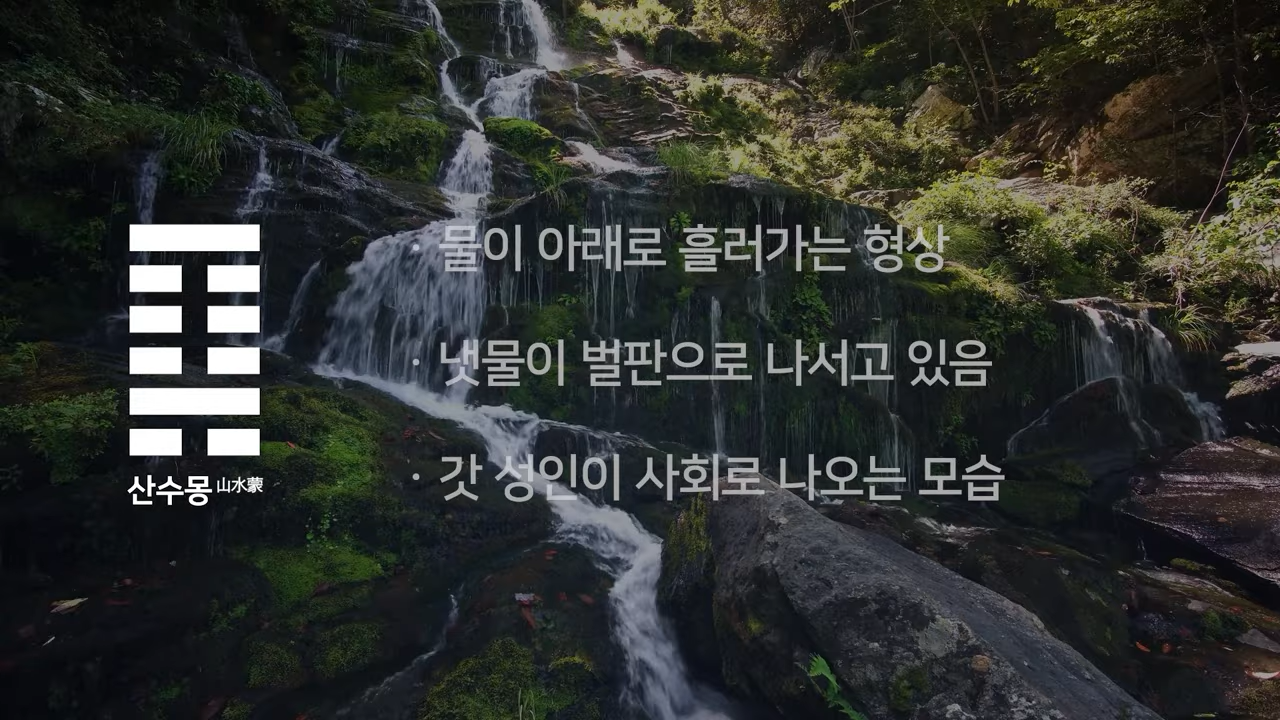 · 물이 아래로 흘러가는 형상
· 냇물이 벌판으로 나서고 있음
· 갓 성인이 사회로 나오는 모습
산수몽 山水蒙